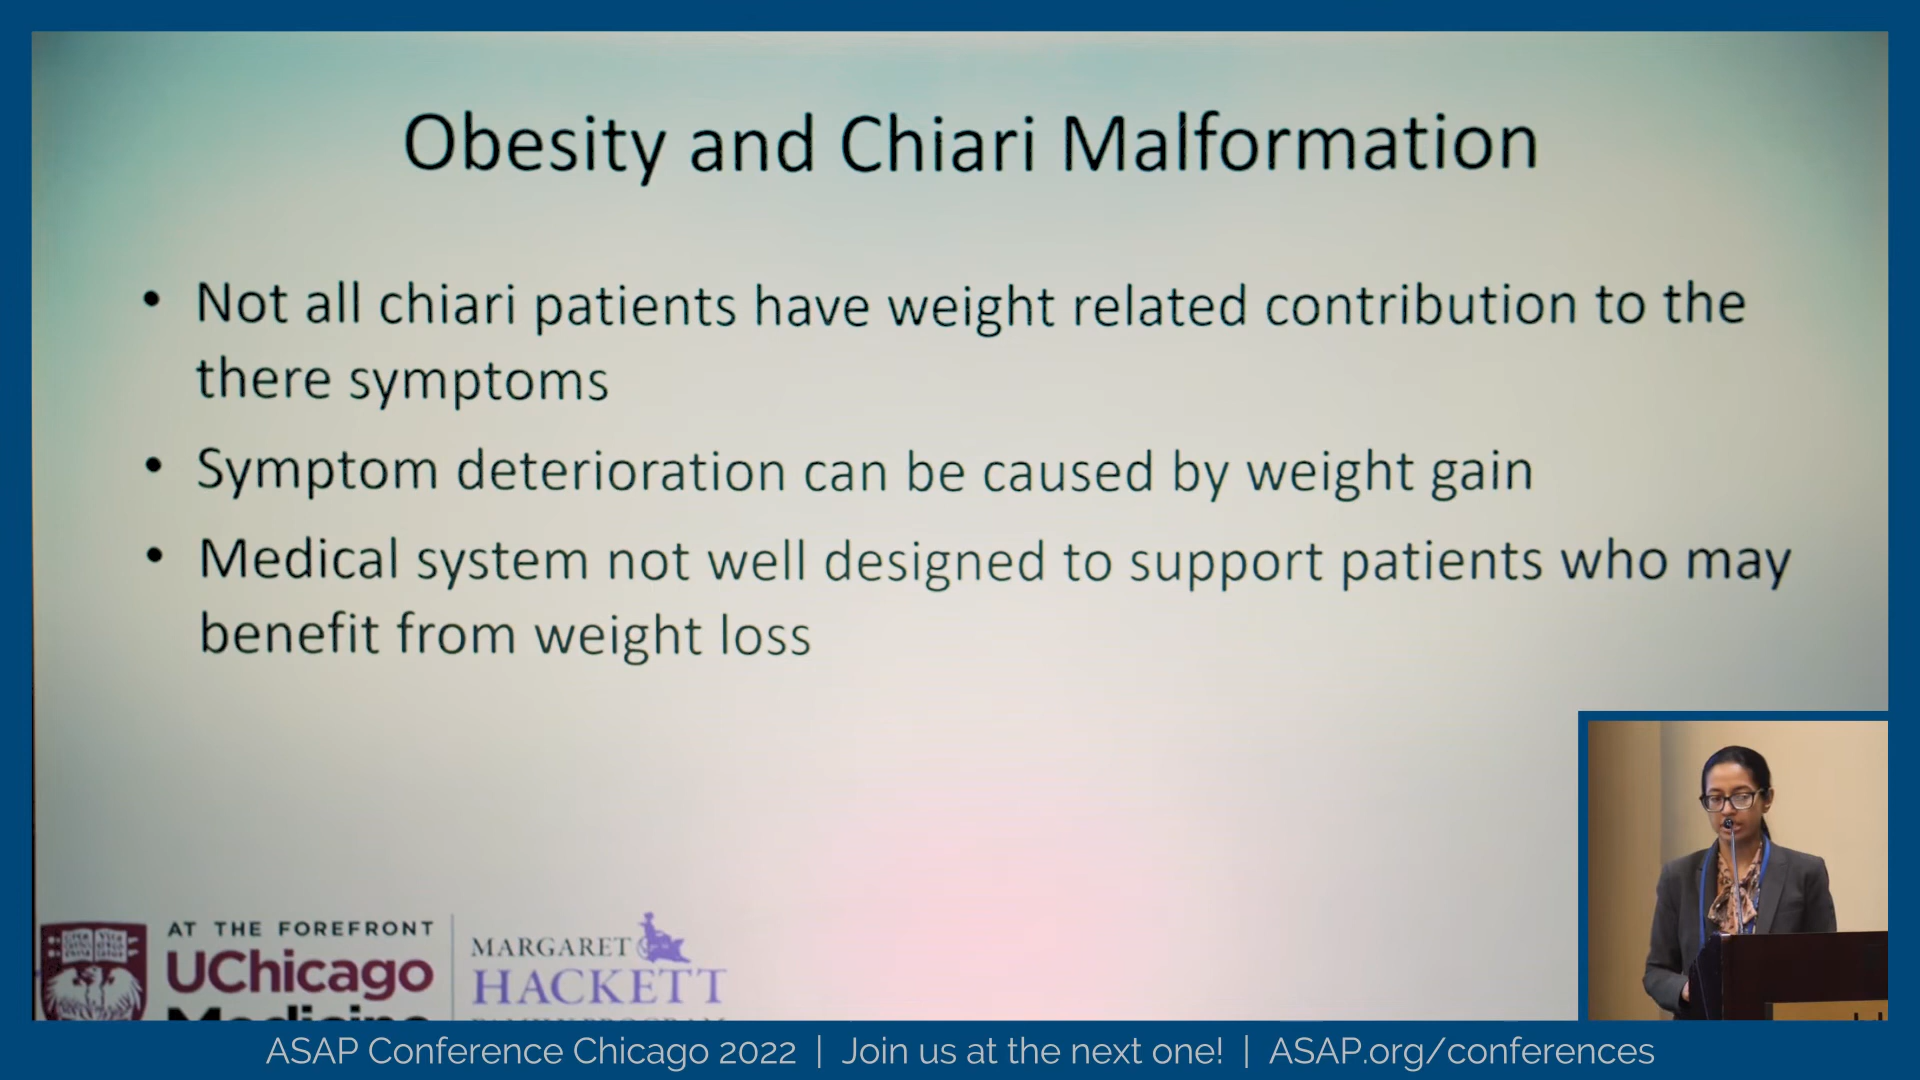 Obesity and Chiari Malformation
• Not all chiari patients have weight related contribution to the
there symptoms
• Symptom deterioration can be caused by weight gain
• Medical system not well designed to support patients who may
benefit from weight loss
AT THE FOREFRONT
UChicago
Medicine
MARGARET
HACKETT
FAMILY PROGRAM
ASAP Conference Chicago 2022 | Join us at the next one! | ASAP.org/conferences